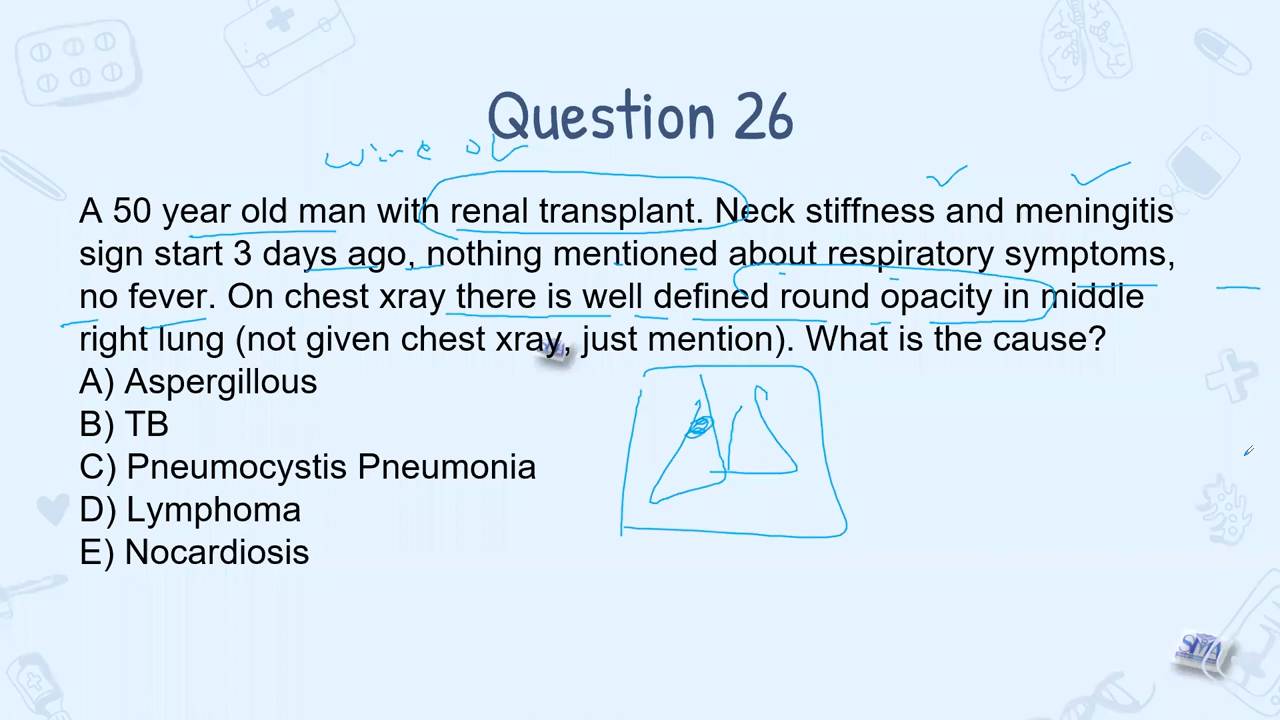 Question 26
A 50 year old man with renal transplant. Neck stiffness and meningitis
sign start 3 days ago, nothing mentioned about respiratory symptoms,
no fever. On chest xray there is well defined round opacity in middle
right lung (not given chest xray, just mention). What is the cause?
A) Aspergillous
B) TB
C) Pneumocystis Pneumonia
D) Lymphoma
E) Nocardiosis